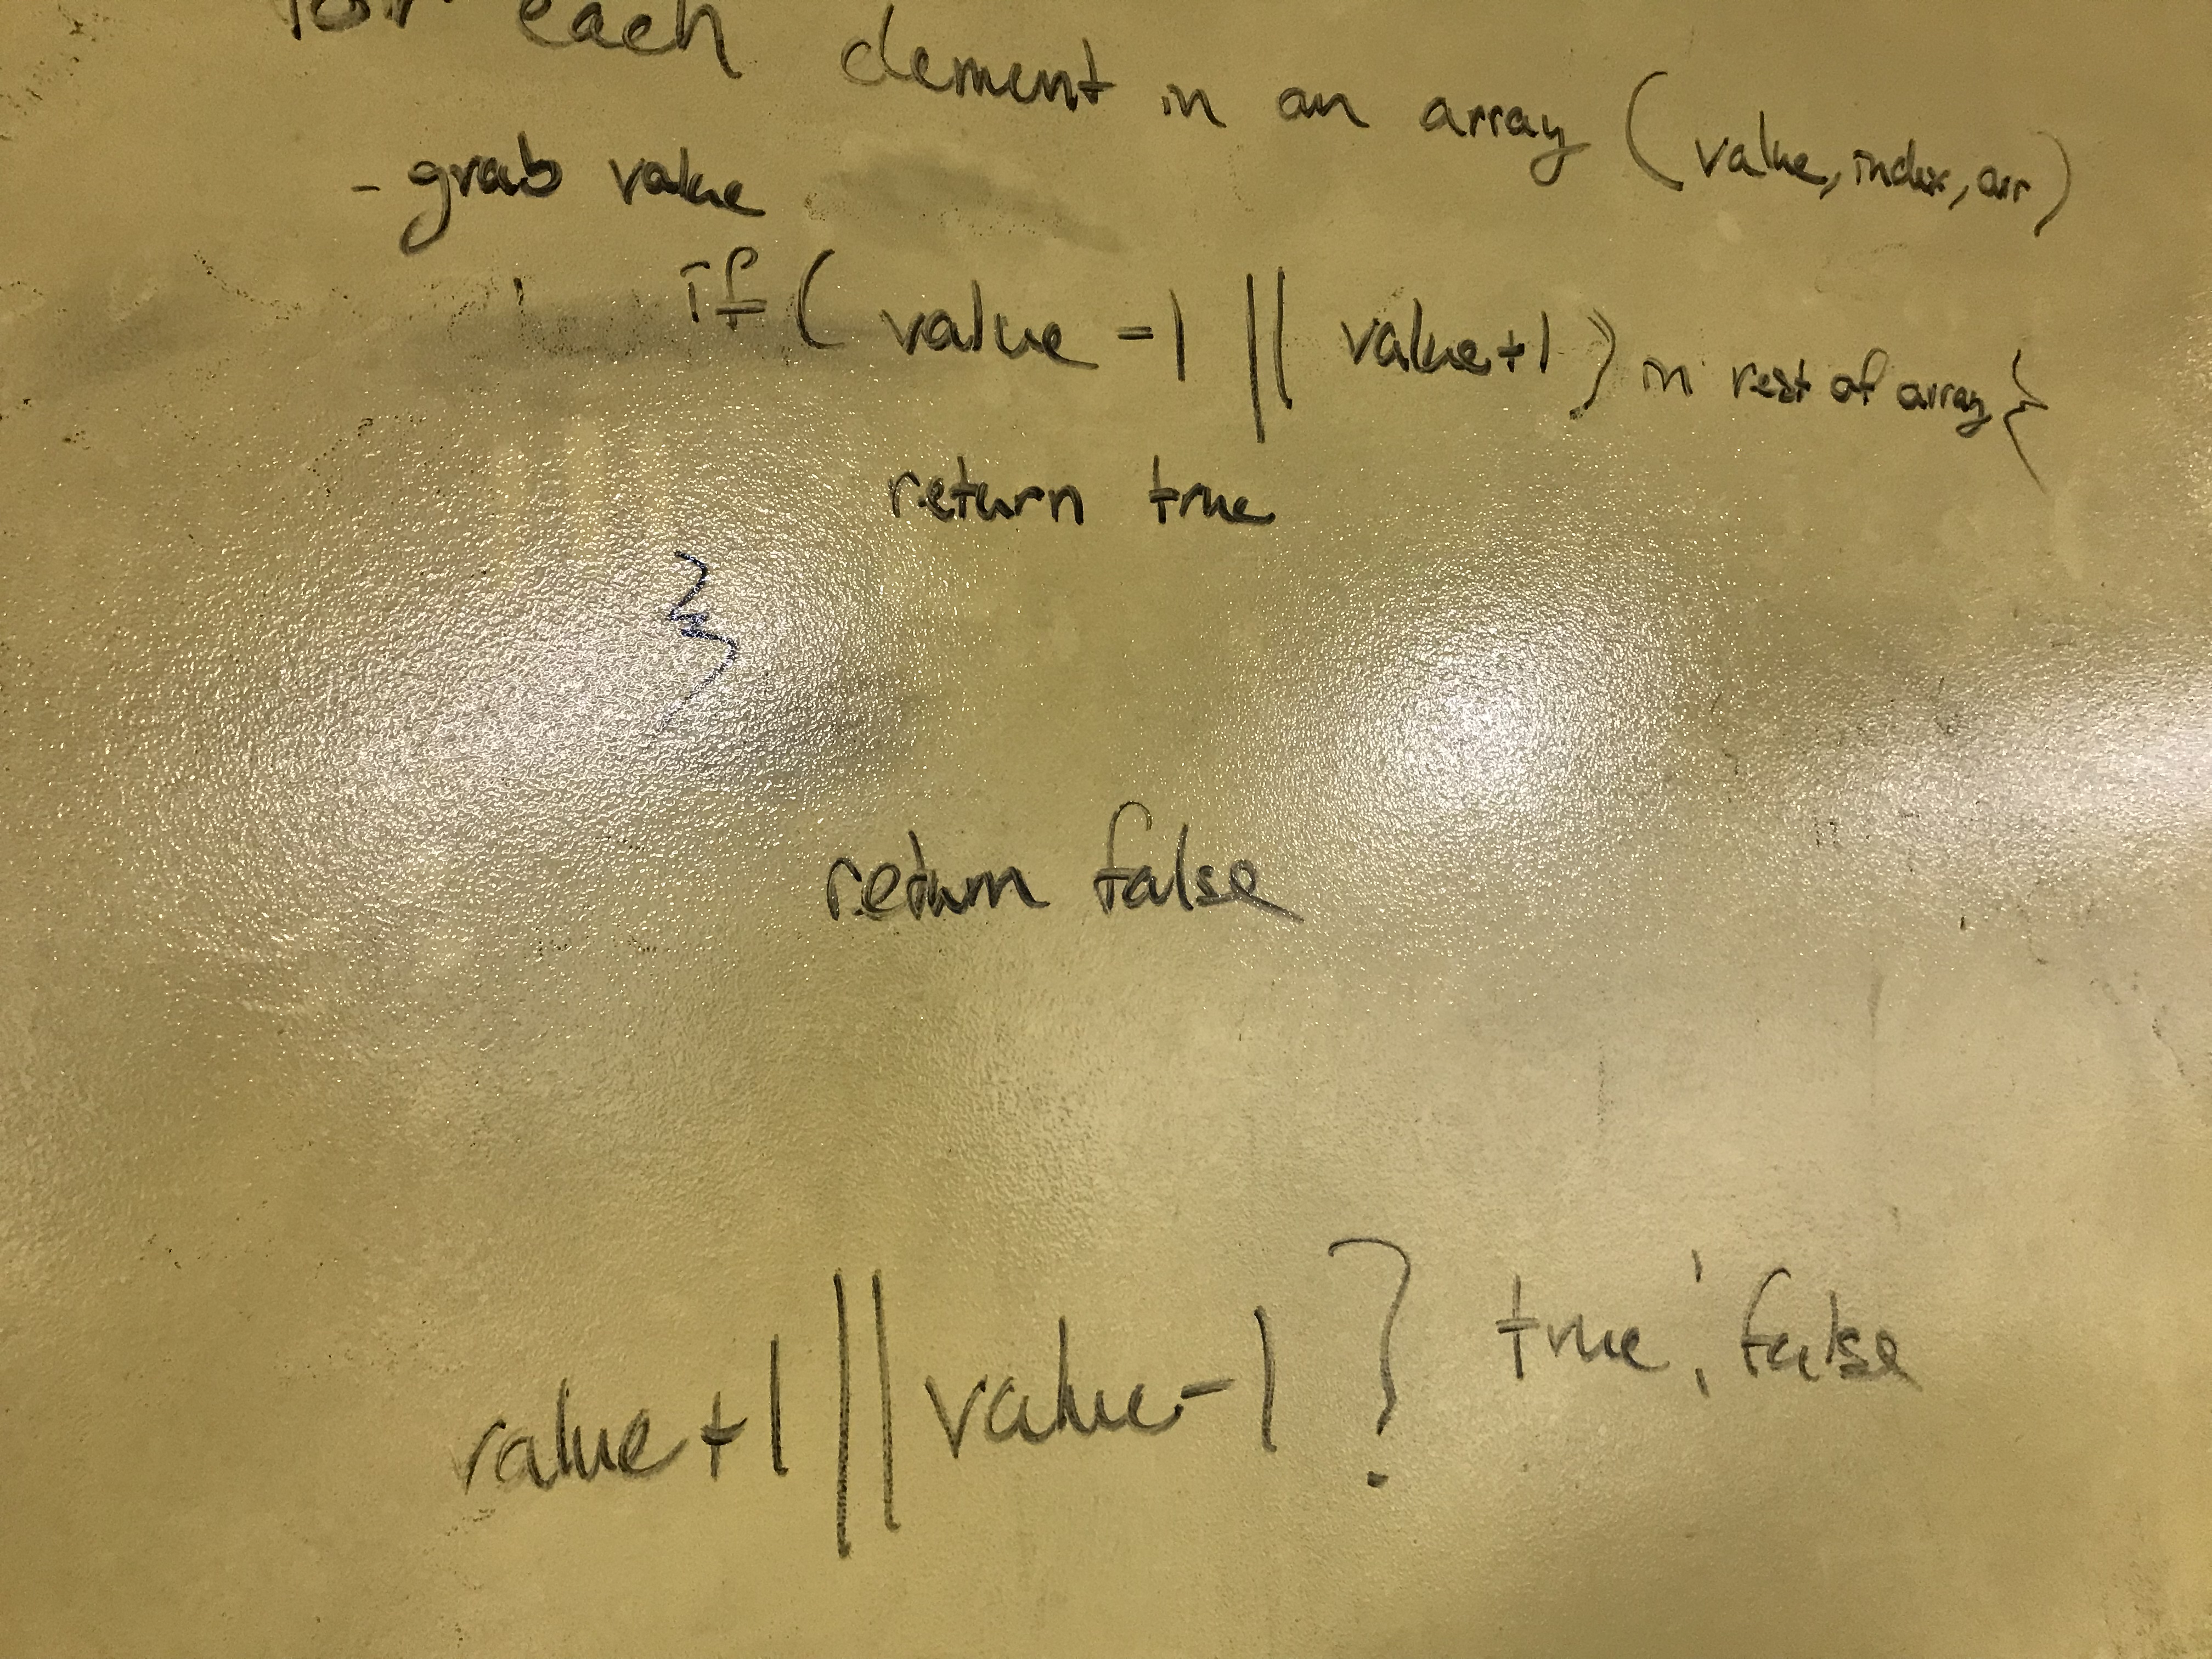 for each element in an array (value, index, arr)
- grab value
if ( value -1 || value+1 ) in rest of array {
return true
}
return false
value+1 || value-1 ? true : false